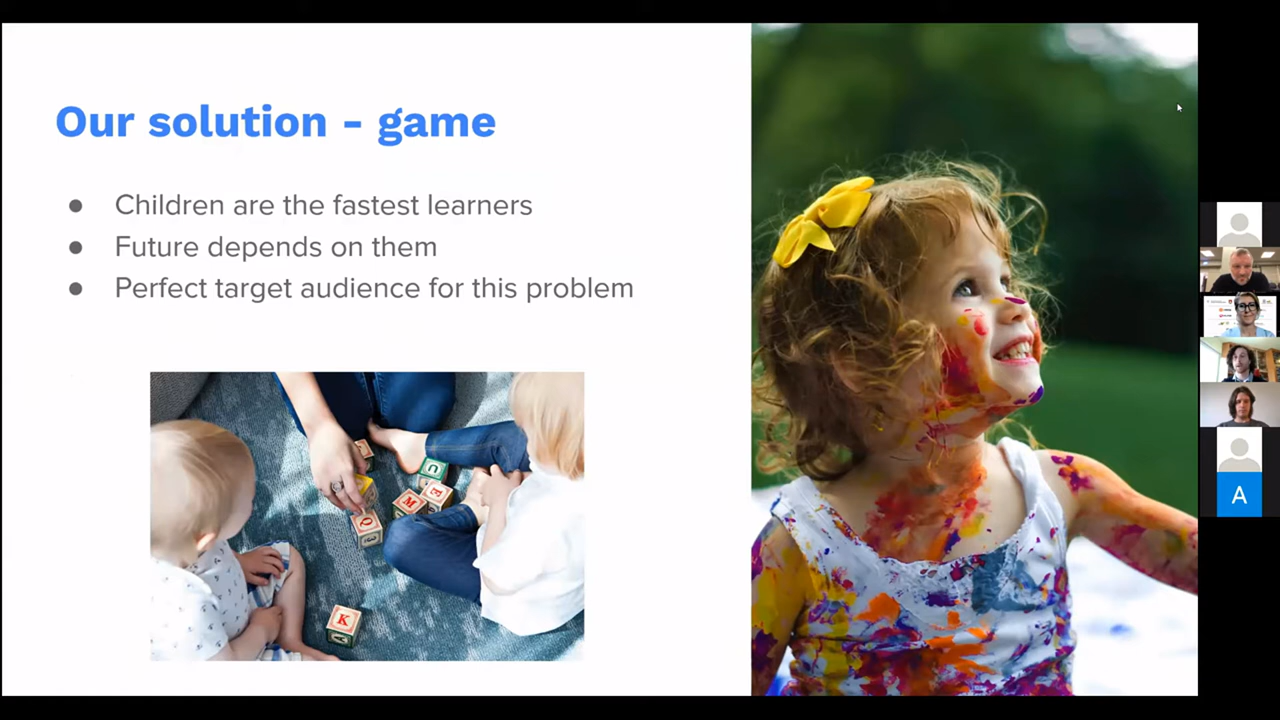 Our solution - game
● Children are the fastest learners
● Future depends on them
● Perfect target audience for this problem
M
K
A